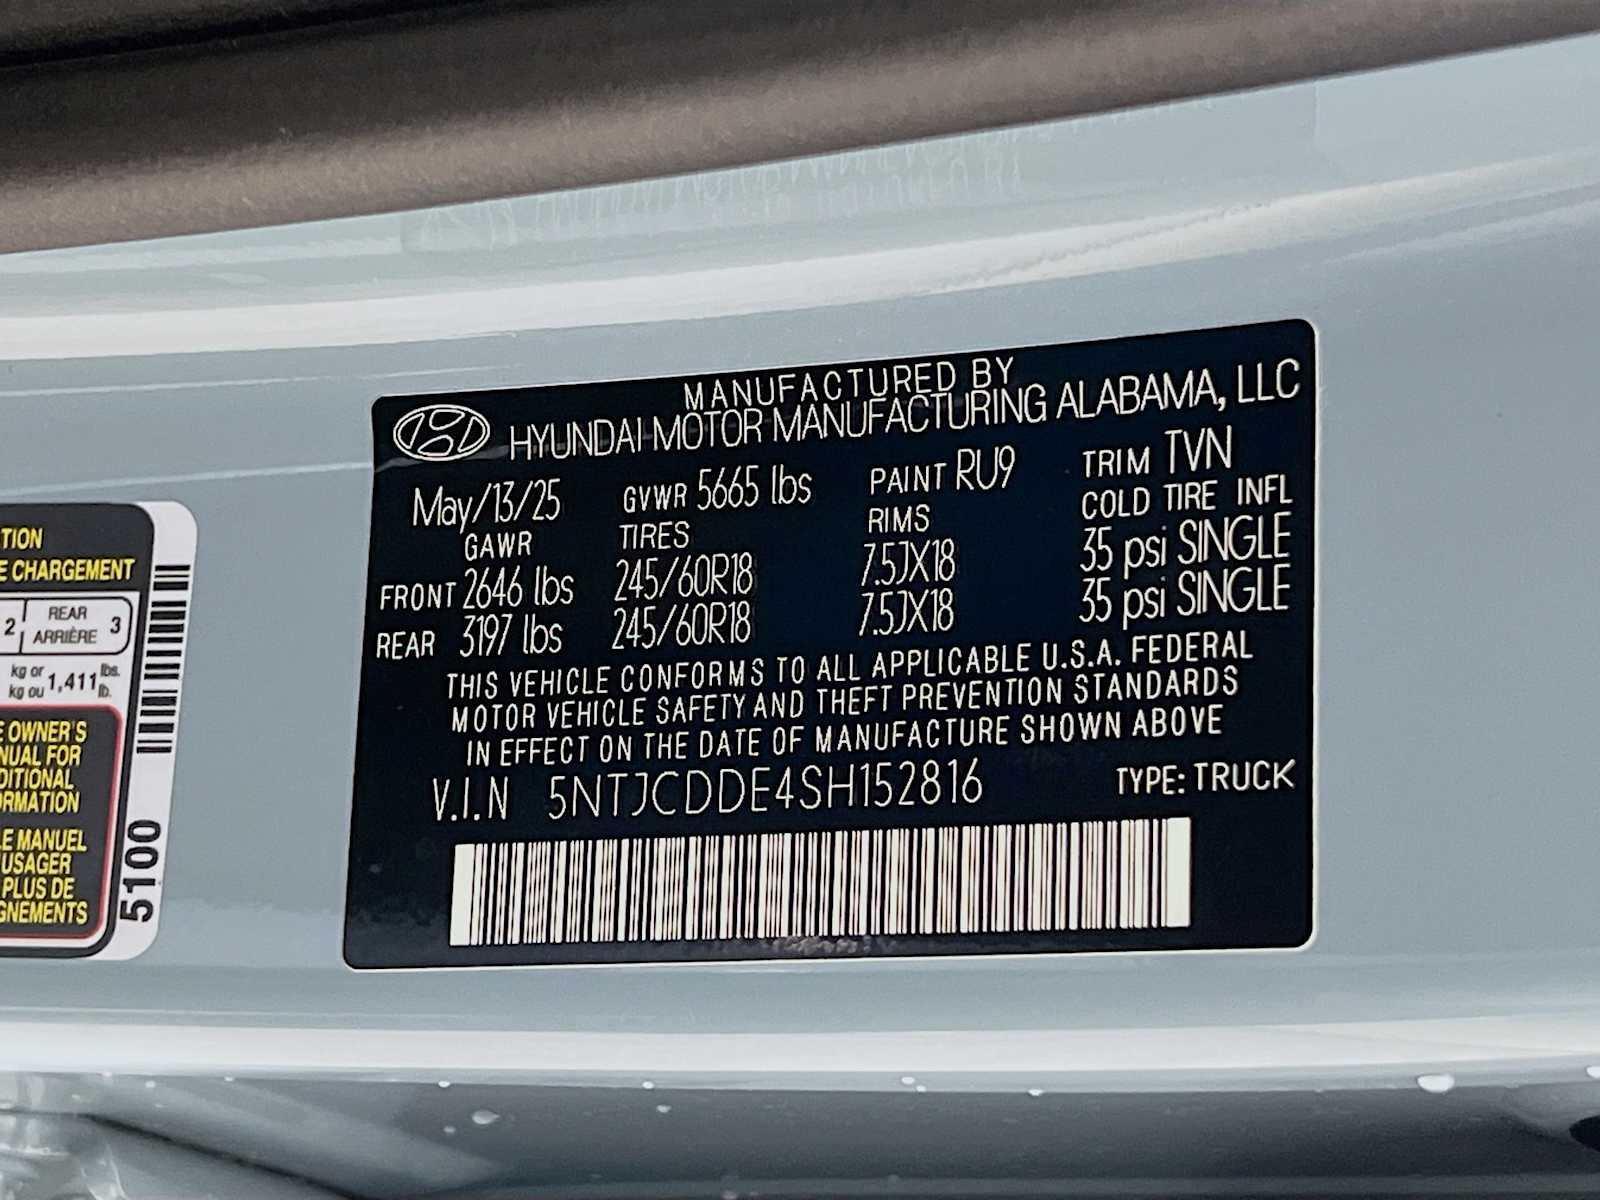 MANUFACTURED BY
HYUNDAI MOTOR MANUFACTURING ALABAMA, LLC
May/13/25 GVWR 5665 lbs PAINT RU9 TRIM TVN
GAWR TIRES RIMS COLD TIRE INFL
FRONT 2646 lbs 245/60R18 7.5JX18 35 psi SINGLE
REAR 3197 lbs 245/60R18 7.5JX18 35 psi SINGLE
THIS VEHICLE CONFORMS TO ALL APPLICABLE U.S.A. FEDERAL
MOTOR VEHICLE SAFETY AND THEFT PREVENTION STANDARDS
IN EFFECT ON THE DATE OF MANUFACTURE SHOWN ABOVE
V.I.N 5NTJCDDE4SH152816 TYPE: TRUCK
TION
E CHARGEMENT
2 REAR 3
ARRIÈRE
kg or 1,411 lbs.
kg ou lb.
E OWNER'S
NUAL FOR
DITIONAL
ORMATION
LE MANUEL
USAGER
PLUS DE
GNEMENTS
5100